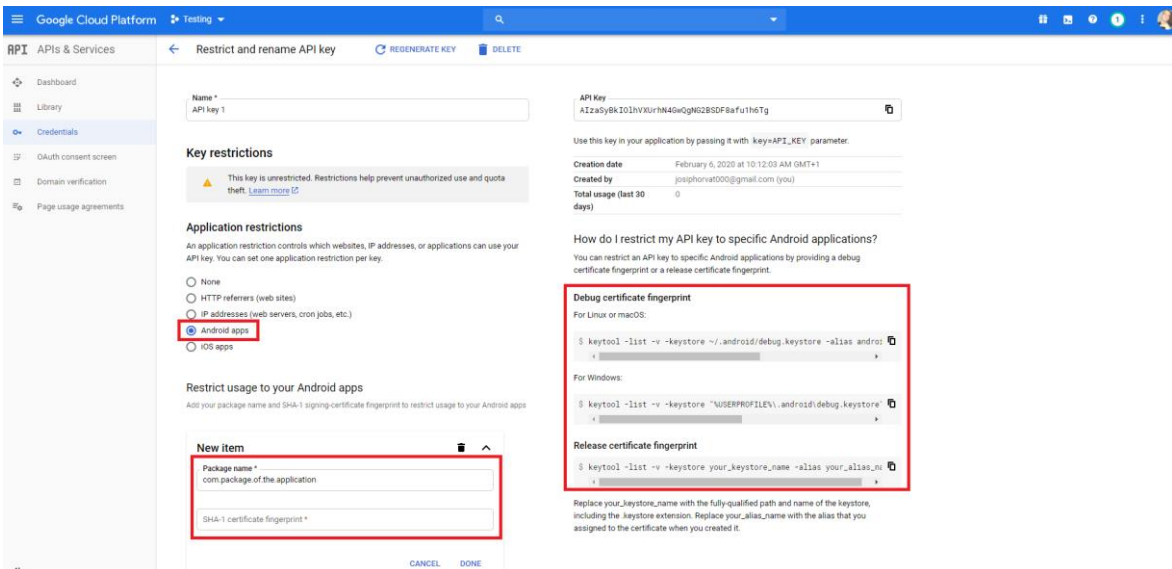 Google Cloud Platform
Testing
1
API APIs & Services
Restrict and rename API key
REGENERATE KEY
DELETE
Dashboard
Library
Credentials
OAuth consent screen
Domain verification
Page usage agreements
Name *
API key 1
Key restrictions
This key is unrestricted. Restrictions help prevent unauthorized use and quota
theft. Learn more
Application restrictions
An application restriction controls which websites, IP addresses, or applications can use your
API key. You can set one application restriction per key.
None
HTTP referrers (web sites)
IP addresses (web servers, cron jobs, etc.)
Android apps
iOS apps
Restrict usage to your Android apps
Add your package name and SHA-1 signing-certificate fingerprint to restrict usage to your Android apps
New item
Package name *
com.package.of.the.application
SHA-1 certificate fingerprint *
CANCEL DONE
API Key
AIzaSyBkIOlhVXUrhN4GwQgNG2BSDF8afu1h6Tg
Use this key in your application by passing it with key=API_KEY parameter.
Creation date February 6, 2020 at 10:12:03 AM GMT+1
Created by josiphorvat000@gmail.com (you)
Total usage (last 30 0
days)
How do I restrict my API key to specific Android applications?
You can restrict an API key to specific Android applications by providing a debug
certificate fingerprint or a release certificate fingerprint.
Debug certificate fingerprint
For Linux or macOS:
$ keytool -list -v -keystore ~/.android/debug.keystore -alias androi
For Windows:
$ keytool -list -v -keystore "%USERPROFILE%\.android\debug.keystore"
Release certificate fingerprint
$ keytool -list -v -keystore your_keystore_name -alias your_alias_na
Replace your_keystore_name with the fully-qualified path and name of the keystore,
including the .keystore extension. Replace your_alias_name with the alias that you
assigned to the certificate when you created it.